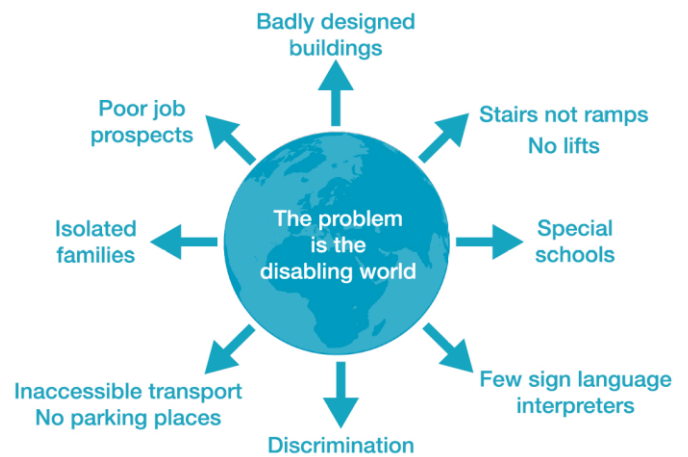 Badly designed
buildings
Stairs not ramps
No lifts
Special
schools
Few sign language
interpreters
Discrimination
Inaccessible transport
No parking places
Isolated
families
Poor job
prospects
The problem
is the
disabling world